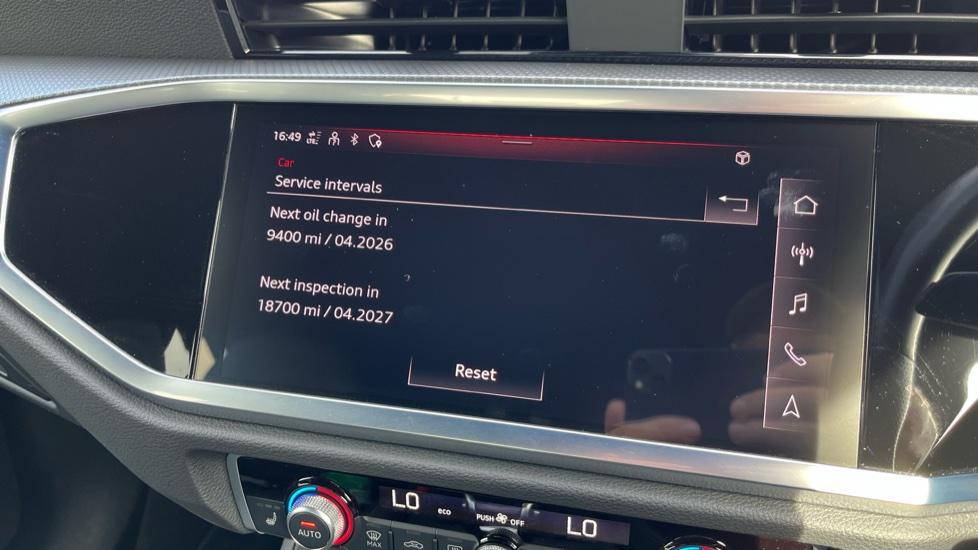 16:49 LTE
Car
Service intervals
Next oil change in
9400 mi / 04.2026
Next inspection in
18700 mi / 04.2027
Reset
LO eco PUSH OFF LO
AUTO
MAX